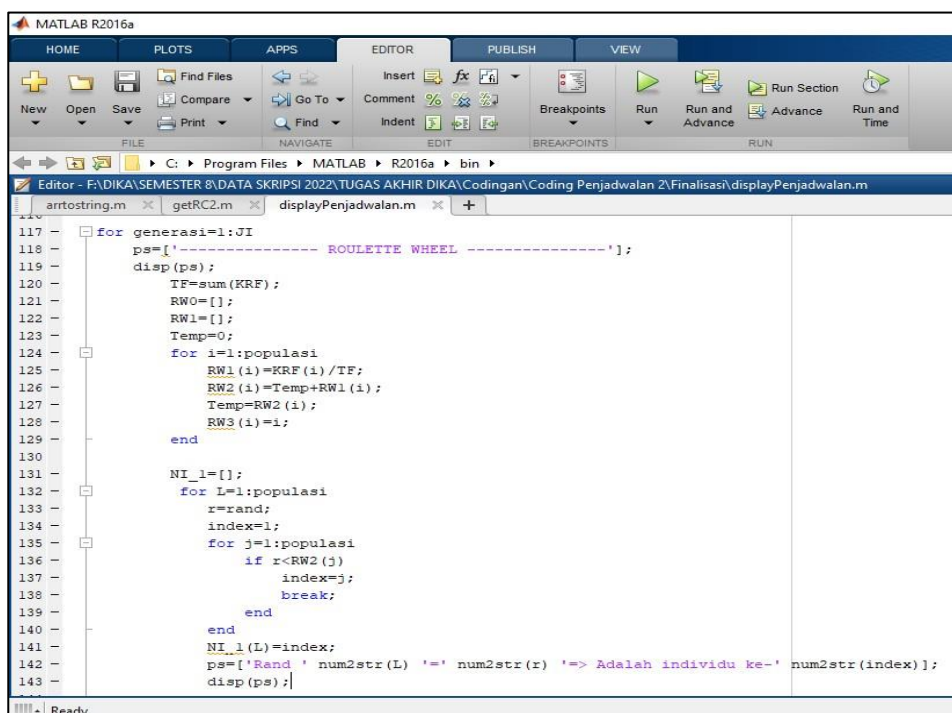 MATLAB R2016a
HOME PLOTS APPS EDITOR PUBLISH VIEW
Find Files Insert fx
New Open Save Compare Go To Comment % Breakpoints Run Run and Advance Run Section Advance Run and Time
Print Find Indent
FILE NAVIGATE EDIT BREAKPOINTS RUN
C: Program Files MATLAB R2016a bin
Editor - F:\DIKA\SEMESTER 8\DATA SKRIPSI 2022\TUGAS AKHIR DIKA\Codingan\Coding Penjadwalan 2\Finalisasi\displayPenjadwalan.m
arrtostring.m getRC2.m displayPenjadwalan.m +
117 - for generasi=1:JI
118 - ps=['--------------- ROULETTE WHEEL ---------------'];
119 - disp(ps);
120 - TF=sum(KRF);
121 - RW0=[];
122 - RW1=[];
123 - Temp=0;
124 - for i=1:populasi
125 - RW1(i)=KRF(i)/TF;
126 - RW2(i)=Temp+RW1(i);
127 - Temp=RW2(i);
128 - RW3(i)=i;
129 - end
130
131 - NI_1=[];
132 - for L=1:populasi
133 - r=rand;
134 - index=1;
135 - for j=1:populasi
136 - if r<RW2(j)
137 - index=j;
138 - break;
139 - end
140 - end
141 - NI_1(L)=index;
142 - ps=['Rand ' num2str(L) '=' num2str(r) '=> Adalah individu ke-' num2str(index)];
143 - disp(ps);
Ready